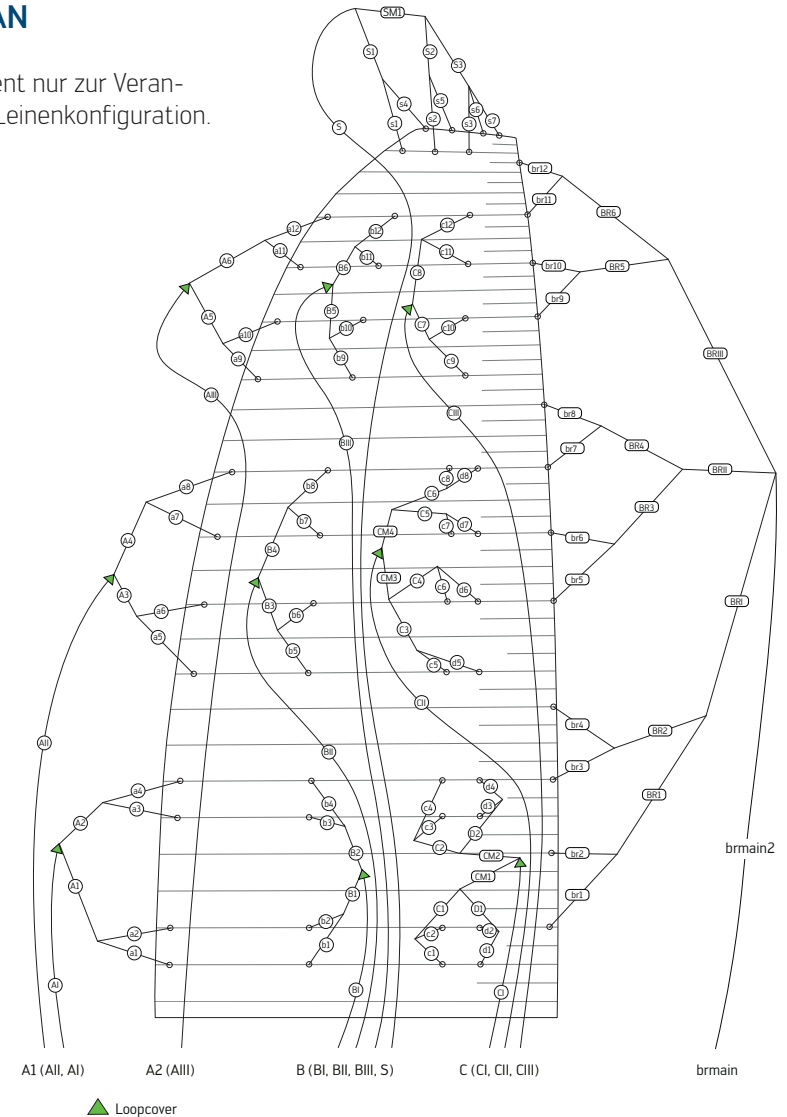 AN
ent nur zur Veran-
Leinenkonfiguration.
SM1
S1
S2
S3
s4
s5
s6
s7
s1
s2
s3
S
br12
br11
BR6
a12
a11
A6
b12
b11
B6
c12
c11
C8
br10
BR5
br9
A5
a10
a9
B5
b10
b9
C7
c10
c9
BRIII
AIII
BIII
CIII
br8
br7
BR4
BRII
BR3
a8
a7
A4
b8
b7
B4
c8
d8
C6
C5
c7
d7
CM4
CM3
br6
br5
A3
a6
a5
B3
b6
b5
C4
c6
d6
C3
c5
d5
BRI
CII
AII
BII
br4
BR2
br3
BR1
a4
a3
A2
b4
b3
B2
c4
c3
C2
d4
d3
D2
CM2
CM1
br2
br1
brmain2
A1
a2
a1
B1
b2
b1
C1
D1
c2
c1
d2
d1
AI
BI
CI
A1 (AII, AI)
A2 (AIII)
B (BI, BII, BIII, S)
C (CI, CII, CIII)
brmain
Loopcover